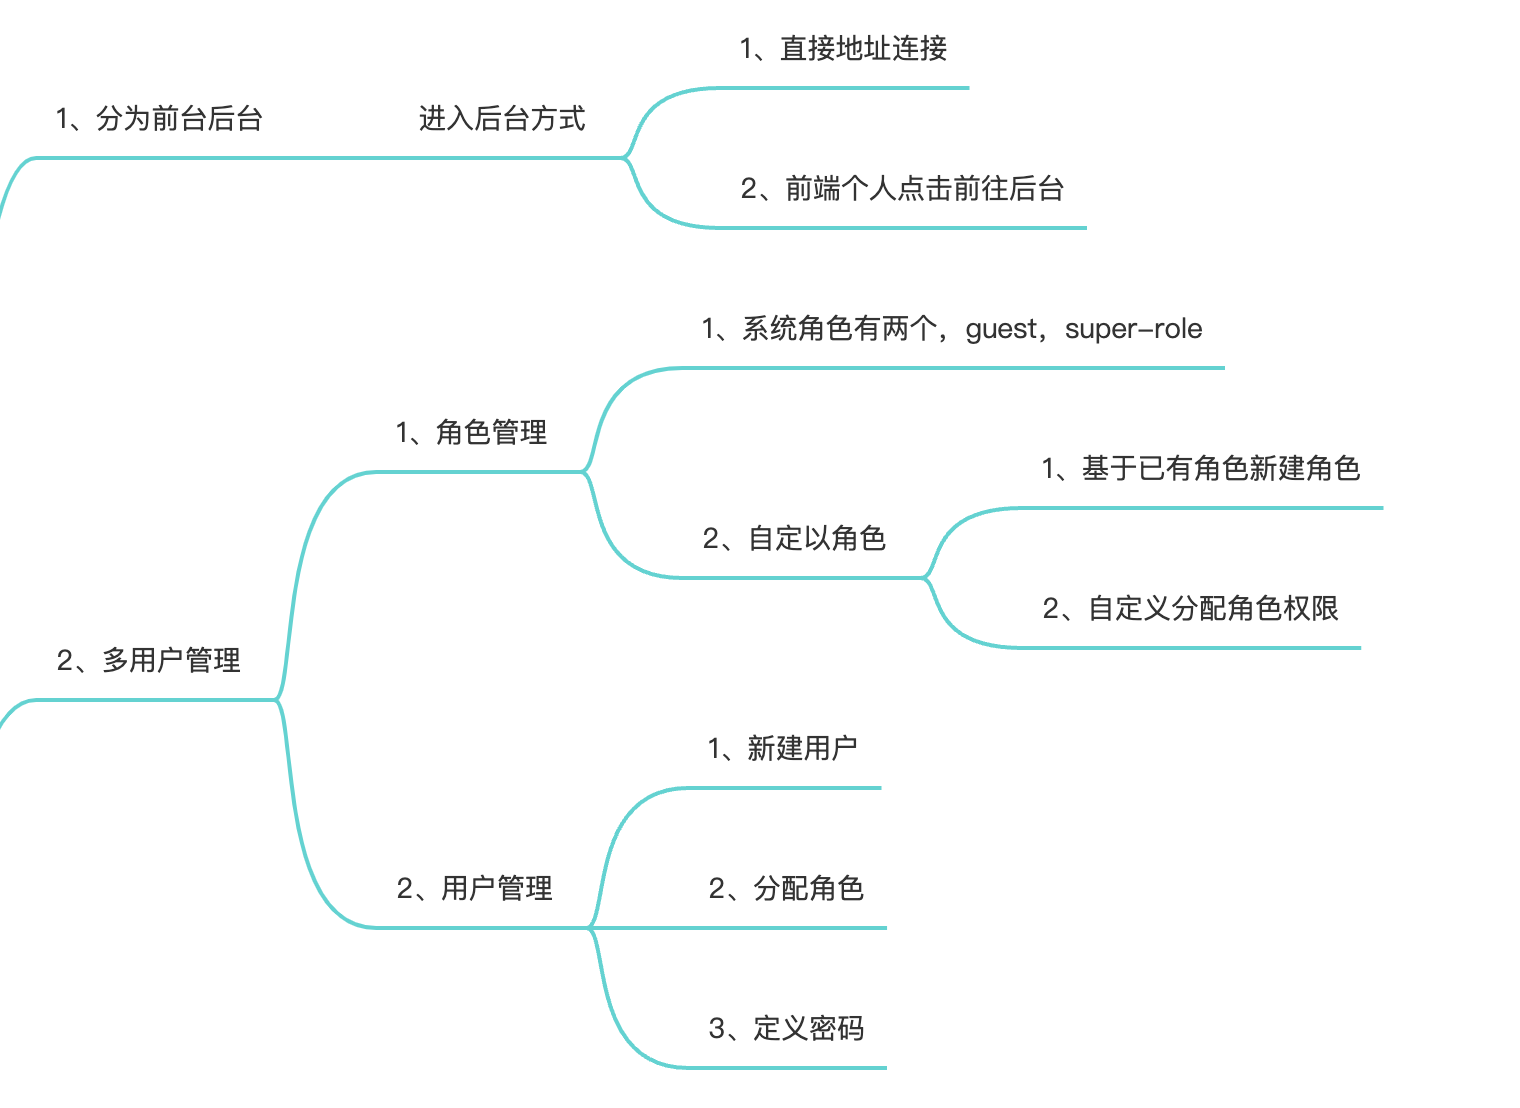 1、分为前台后台
进入后台方式
1、直接地址连接
2、前端个人点击前往后台
2、多用户管理
1、角色管理
1、系统角色有两个，guest，super-role
2、自定以角色
1、基于已有角色新建角色
2、自定义分配角色权限
2、用户管理
1、新建用户
2、分配角色
3、定义密码